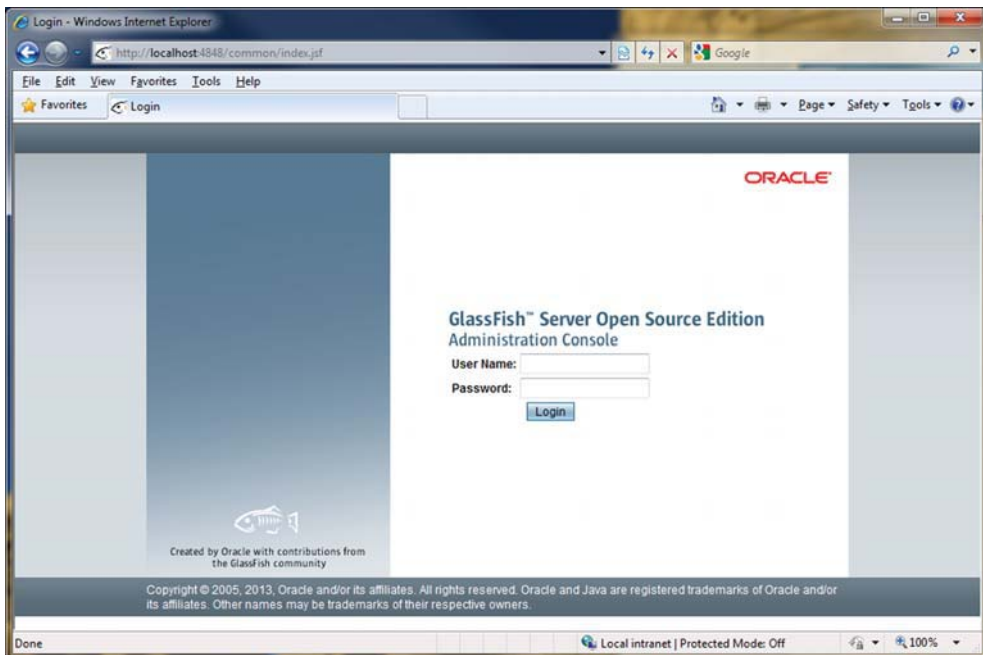 Login - Windows Internet Explorer
http://localhost:4848/common/index.jsf
Google
File Edit View Favorites Tools Help
Favorites
Login
Page Safety Tools
ORACLE
GlassFish™ Server Open Source Edition
Administration Console
User Name:
Password:
Login
Created by Oracle with contributions from
the GlassFish community
Copyright © 2005, 2013, Oracle and/or its affiliates. All rights reserved. Oracle and Java are registered trademarks of Oracle and/or
its affiliates. Other names may be trademarks of their respective owners.
Done
Local intranet | Protected Mode: Off
100%